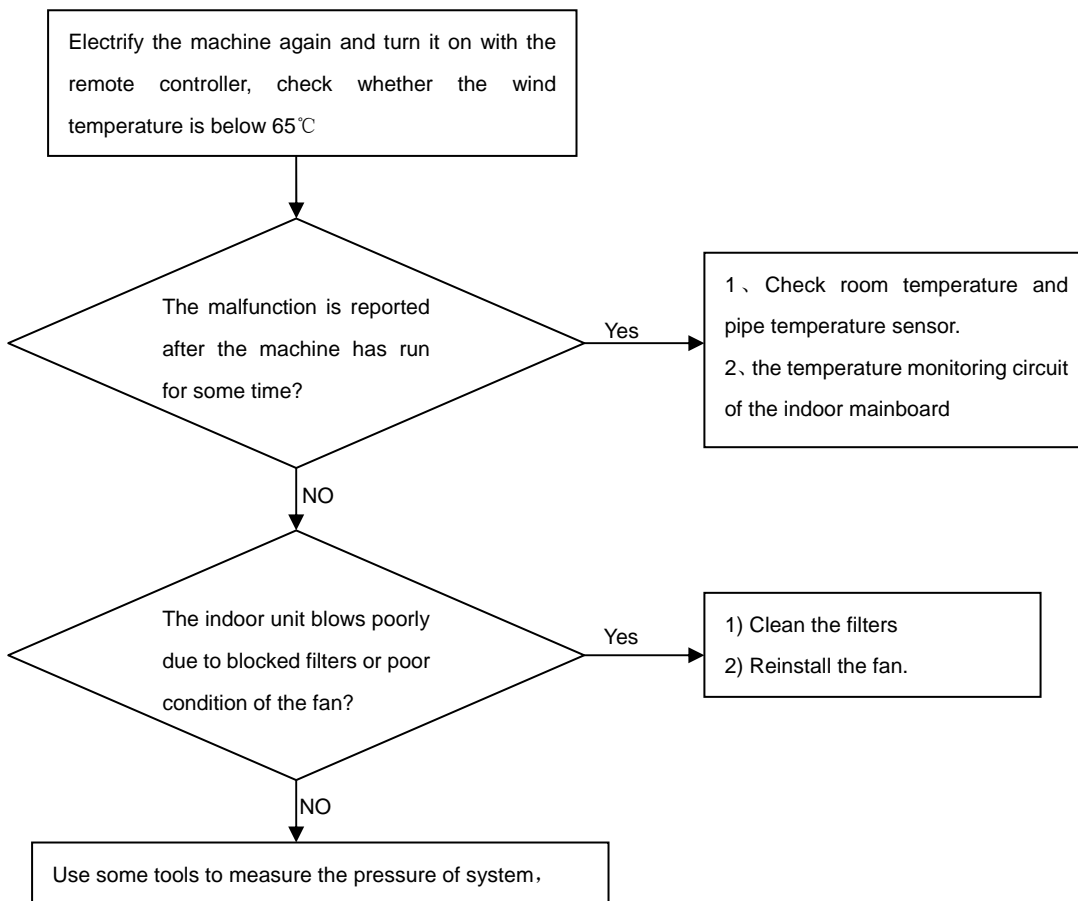 Electrify the machine again and turn it on with the
remote controller, check whether the wind
temperature is below 65℃
The malfunction is reported
after the machine has run
for some time?
Yes
1、Check room temperature and
pipe temperature sensor.
2、the temperature monitoring circuit
of the indoor mainboard
NO
The indoor unit blows poorly
due to blocked filters or poor
condition of the fan?
Yes
1) Clean the filters
2) Reinstall the fan.
NO
Use some tools to measure the pressure of system，